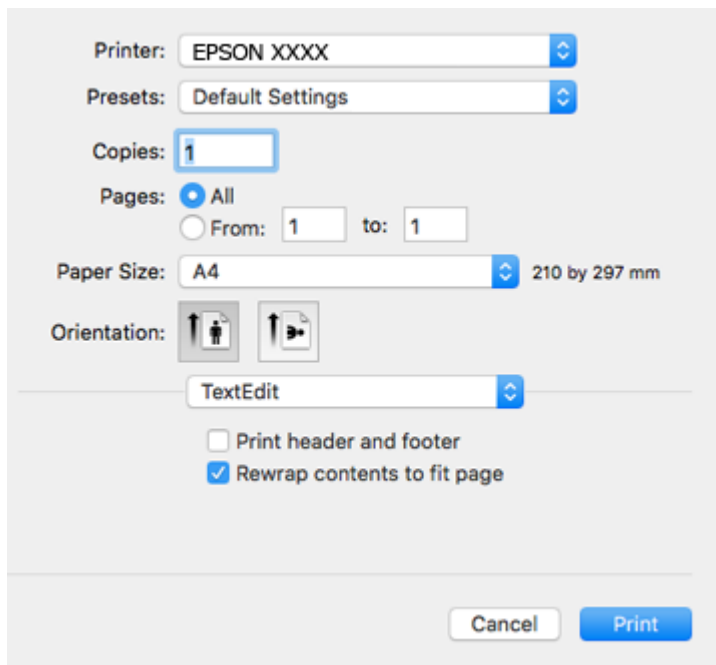 Printer: EPSON XXXX
Presets: Default Settings
Copies: 1
Pages: All
From: 1 to: 1
Paper Size: A4 210 by 297 mm
Orientation:
TextEdit
Print header and footer
Rewrap contents to fit page
Cancel Print